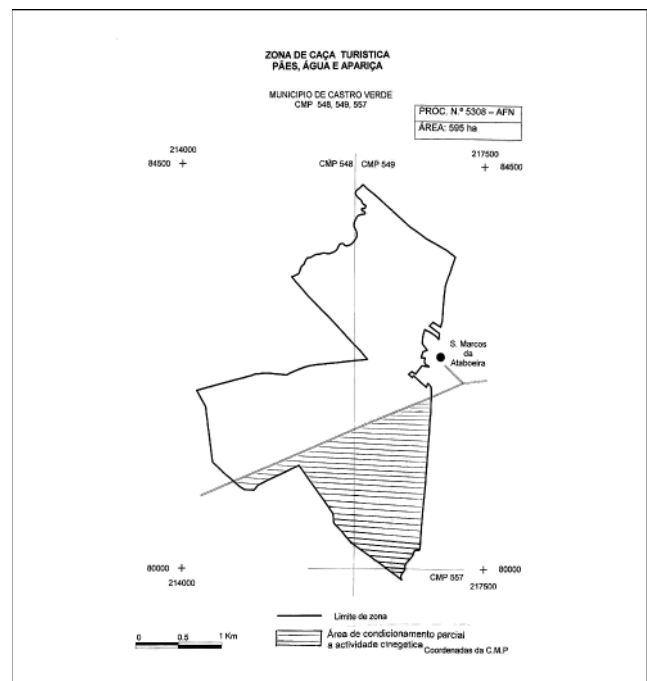 ZONA DE CAÇA TURISTICA
PÃES, ÁGUA E APARIÇA
MUNICIPIO DE CASTRO VERDE
CMP 548, 549, 557
PROC. N.º 5308 – AFN
ÁREA: 595 ha
214000
84500
CMP 548
CMP 549
217500
84500
S. Marcos
da
Ataboeira
80000
214000
CMP 557
80000
217500
Limite de zona
0 0.5 1 Km
Área de condicionamento parcial
a actividade cinegética
Coordenadas da C.M.P